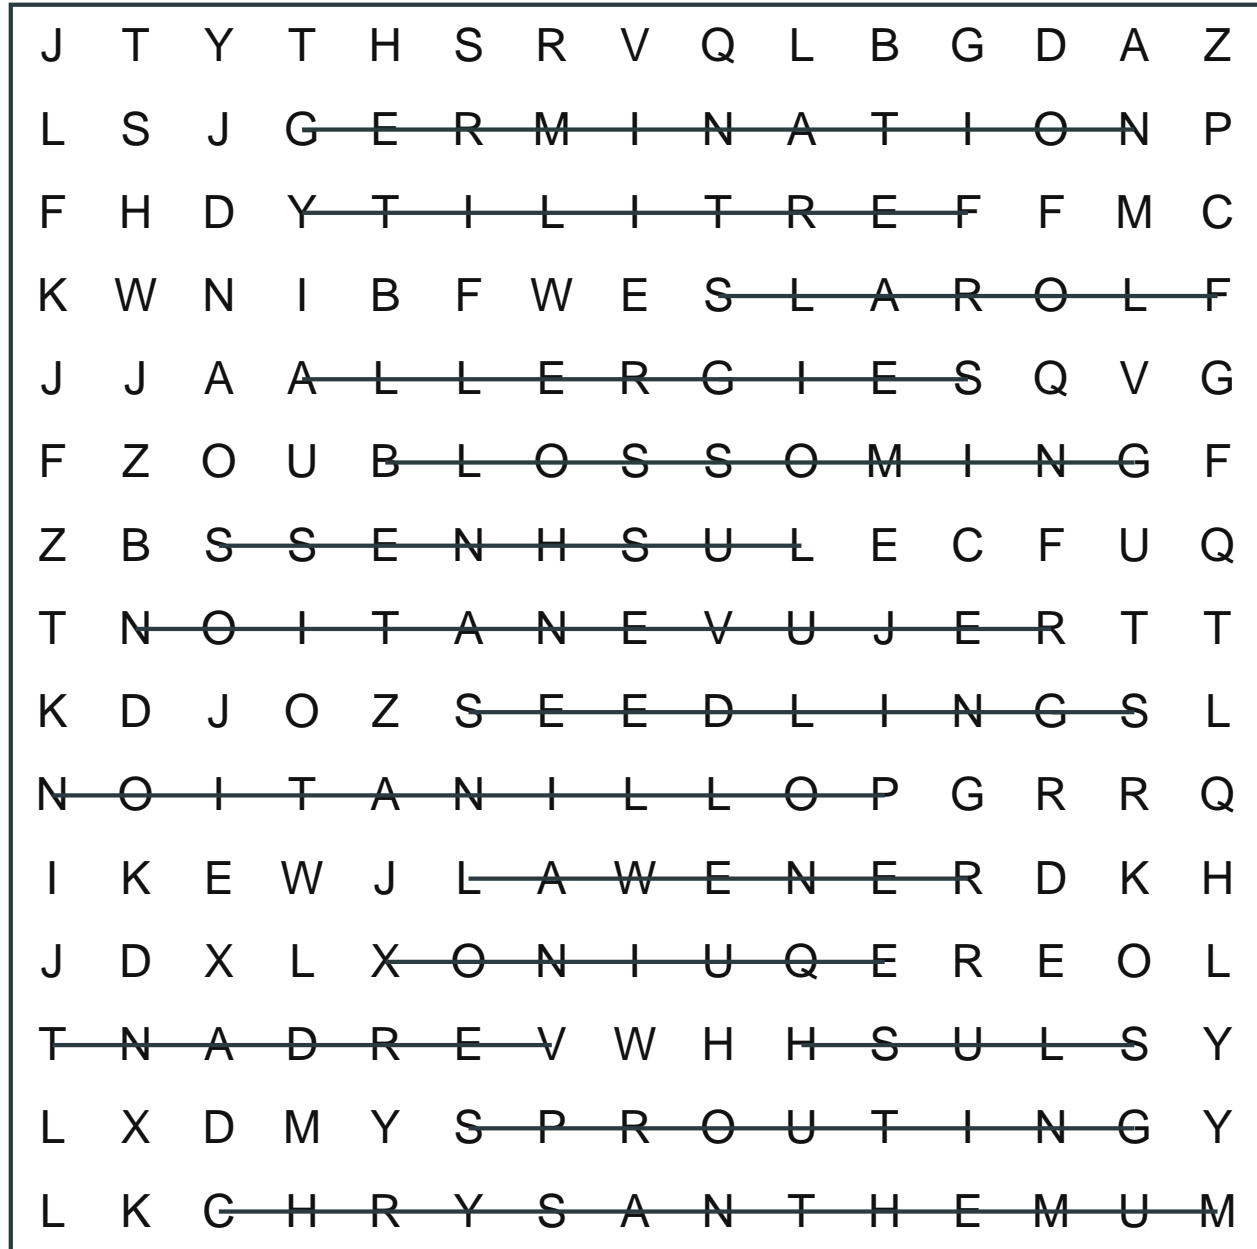 J T Y T H S R V Q L B G D A Z
L S J G E R M I N A T I O N P
F H D Y T I L I T R E F F M C
K W N I B F W E S L A R O L F
J J A A L L E R G I E S Q V G
F Z O U B L O S S O M I N G F
Z B S S E N H S U L E C F U Q
T N O I T A N E V U J E R T T
K D J O Z S E E D L I N G S L
N O I T A N I L L O P G R R Q
I K E W J L A W E N E R D K H
J D X L X O N I U Q E R E O L
T N A D R E V W H H S U L S Y
L X D M Y S P R O U T I N G Y
L K C H R Y S A N T H E M U M